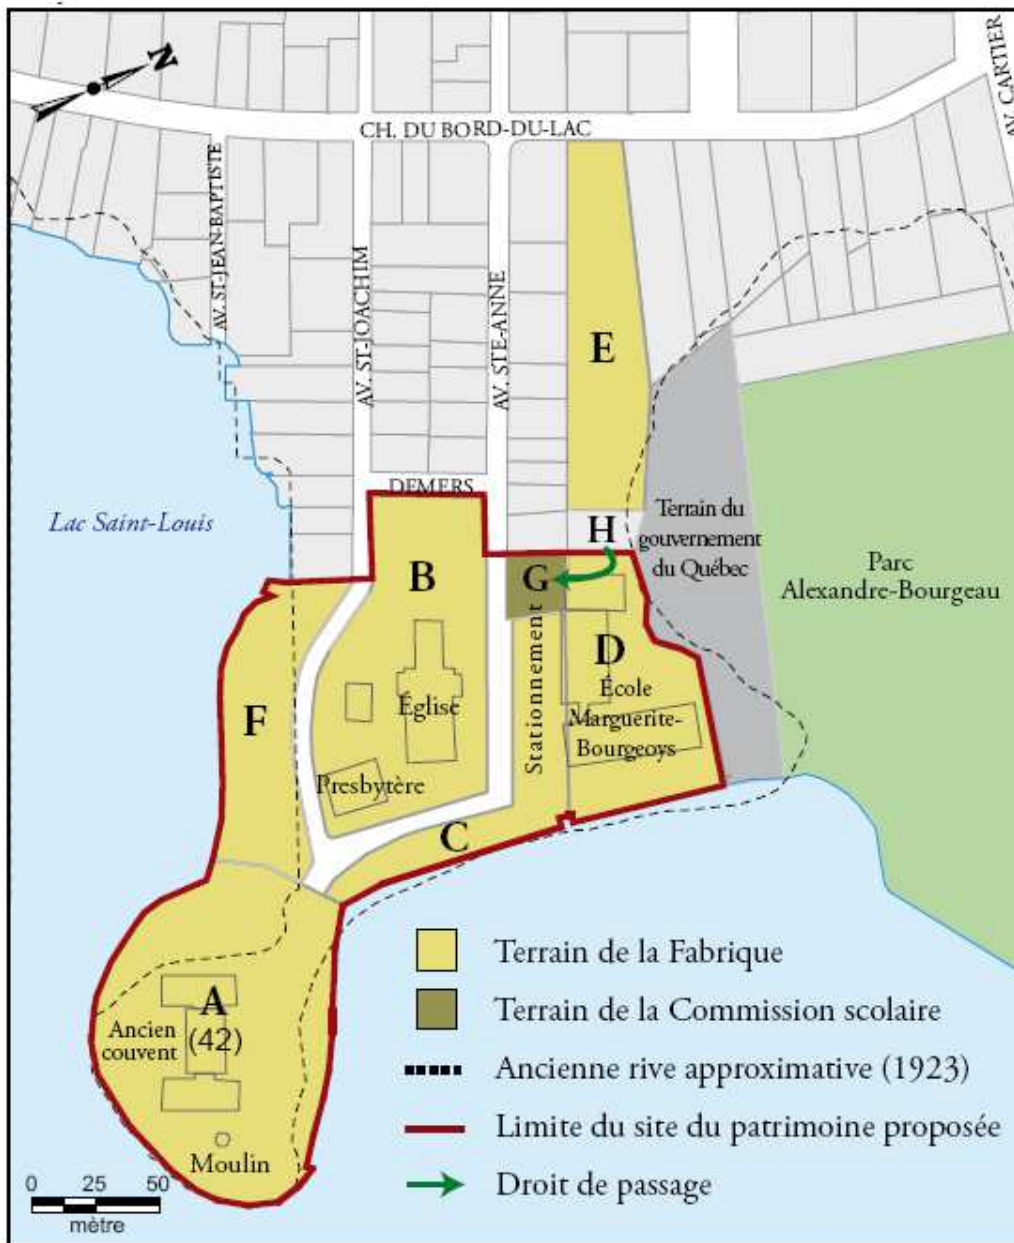 N
AV. CARTIER
CH. DU BORD-DU-LAC
AV. ST-JEAN-BAPTISTE
AV. ST-JOACHIM
AV. STE-ANNE
E
DEMERS
Lac Saint-Louis
H
Terrain du
gouvernement
du Québec
Parc
Alexandre-Bourgeau
B
G
Stationnement
D
École
Marguerite-
Bourgeoys
F
Église
Presbytère
C
A
(42)
Ancien
couvent
Moulin
Terrain de la Fabrique
Terrain de la Commission scolaire
Ancienne rive approximative (1923)
Limite du site du patrimoine proposée
Droit de passage
0 25 50
mètre